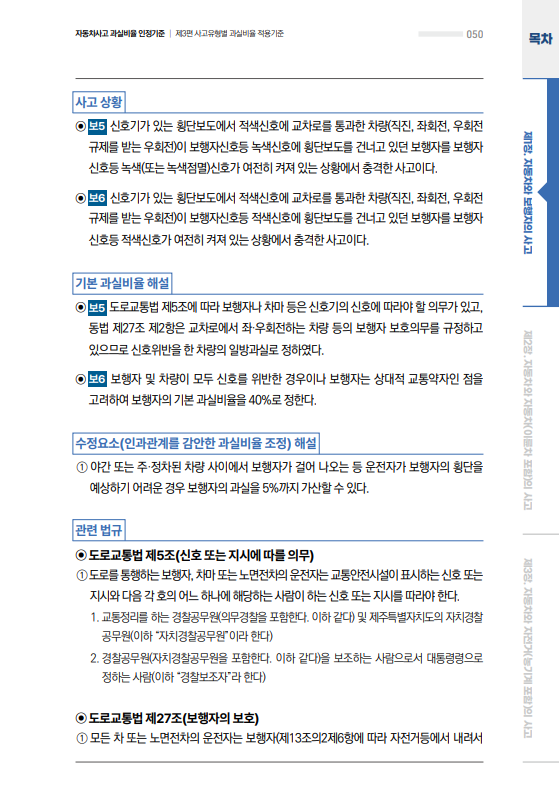 자동차사고 과실비율 인정기준 | 제3편 사고유형별 과실비율 적용기준
050
목차
사고 상황
◉ 보5 신호기가 있는 횡단보도에서 적색신호에 교차로를 통과한 차량(직진, 좌회전, 우회전
규제를 받는 우회전)이 보행자신호등 녹색신호에 횡단보도를 건너고 있던 보행자를 보행자
신호등 녹색(또는 녹색점멸)신호가 여전히 켜져 있는 상황에서 충격한 사고이다.
◉ 보6 신호기가 있는 횡단보도에서 적색신호에 교차로를 통과한 차량(직진, 좌회전, 우회전
규제를 받는 우회전)이 보행자신호등 적색신호에 횡단보도를 건너고 있던 보행자를 보행자
신호등 적색신호가 여전히 켜져 있는 상황에서 충격한 사고이다.
기본 과실비율 해설
◉ 보5 도로교통법 제5조에 따라 보행자나 차마 등은 신호기의 신호에 따라야 할 의무가 있고,
동법 제27조 제2항은 교차로에서 좌·우회전하는 차량 등의 보행자 보호의무를 규정하고
있으므로 신호위반을 한 차량의 일방과실로 정하였다.
◉ 보6 보행자 및 차량이 모두 신호를 위반한 경우이나 보행자는 상대적 교통약자인 점을
고려하여 보행자의 기본 과실비율을 40%로 정한다.
수정요소(인과관계를 감안한 과실비율 조정) 해설
① 야간 또는 주·정차된 차량 사이에서 보행자가 걸어 나오는 등 운전자가 보행자의 횡단을
예상하기 어려운 경우 보행자의 과실을 5%까지 가산할 수 있다.
관련 법규
◉ 도로교통법 제5조(신호 또는 지시에 따를 의무)
① 도로를 통행하는 보행자, 차마 또는 노면전차의 운전자는 교통안전시설이 표시하는 신호 또는
지시와 다음 각 호의 어느 하나에 해당하는 사람이 하는 신호 또는 지시를 따라야 한다.
1. 교통정리를 하는 경찰공무원(의무경찰을 포함한다. 이하 같다) 및 제주특별자치도의 자치경찰
공무원(이하 “자치경찰공무원”이라 한다)
2. 경찰공무원(자치경찰공무원을 포함한다. 이하 같다)을 보조하는 사람으로서 대통령령으로
정하는 사람(이하 “경찰보조자”라 한다)
◉ 도로교통법 제27조(보행자의 보호)
① 모든 차 또는 노면전차의 운전자는 보행자(제13조의2제6항에 따라 자전거등에서 내려서
제1장. 자동차와 보행자의 사고
제2장. 자동차와 자동차(이륜차 포함)의 사고
제3장. 자동차와 자전거(농기계 포함)의 사고